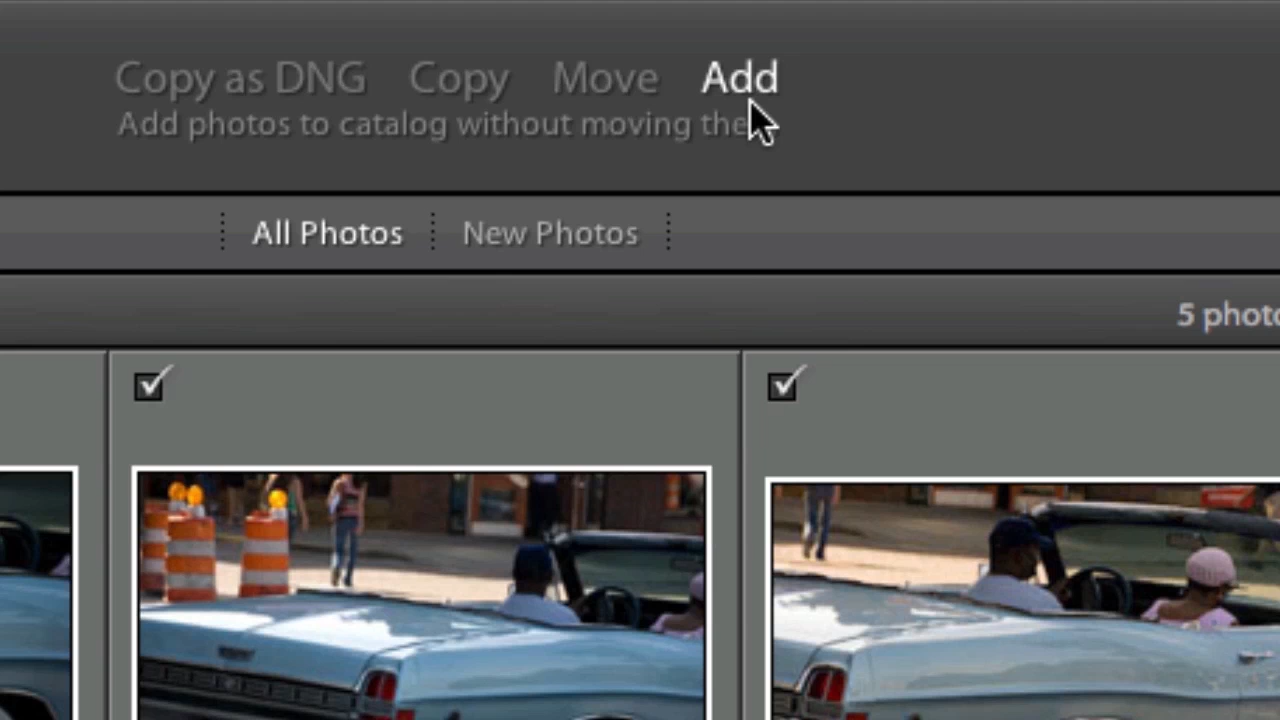 Copy as DNG Copy Move Add
Add photos to catalog without moving the
All Photos New Photos
5 photo